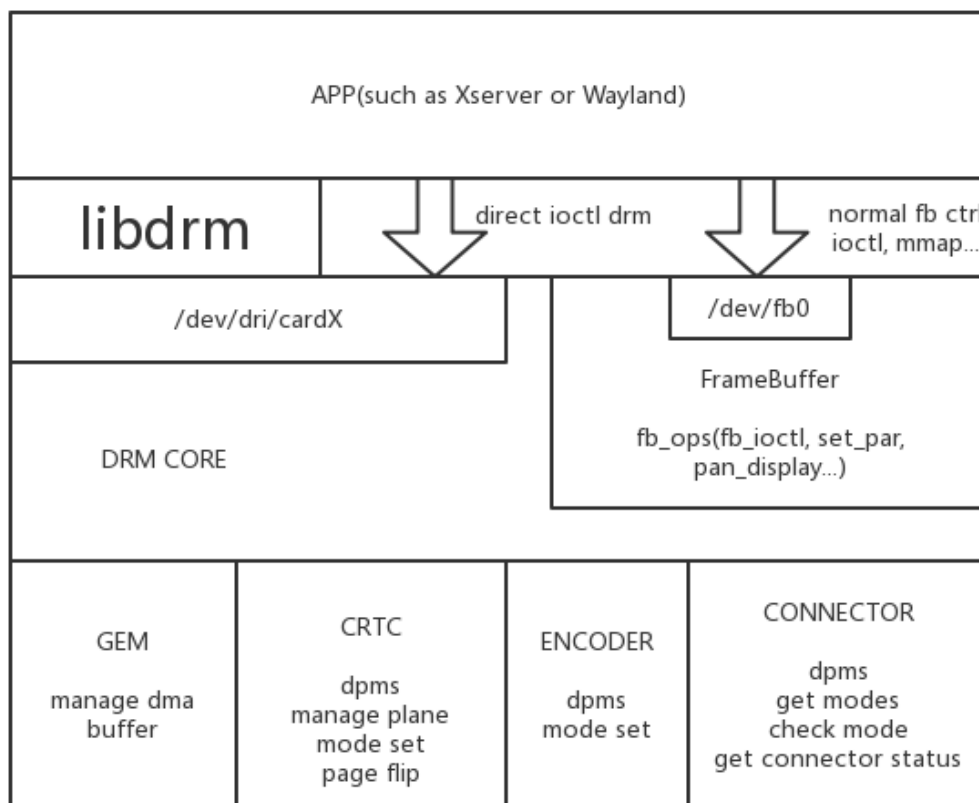 APP(such as Xserver or Wayland)
libdrm
direct ioctl drm
normal fb ctrl
ioctl, mmap...
/dev/dri/cardX
/dev/fb0
FrameBuffer
fb_ops(fb_ioctl, set_par,
pan_display...)
DRM CORE
GEM
manage dma
buffer
CRTC
dpms
manage plane
mode set
page flip
ENCODER
dpms
mode set
CONNECTOR
dpms
get modes
check mode
get connector status